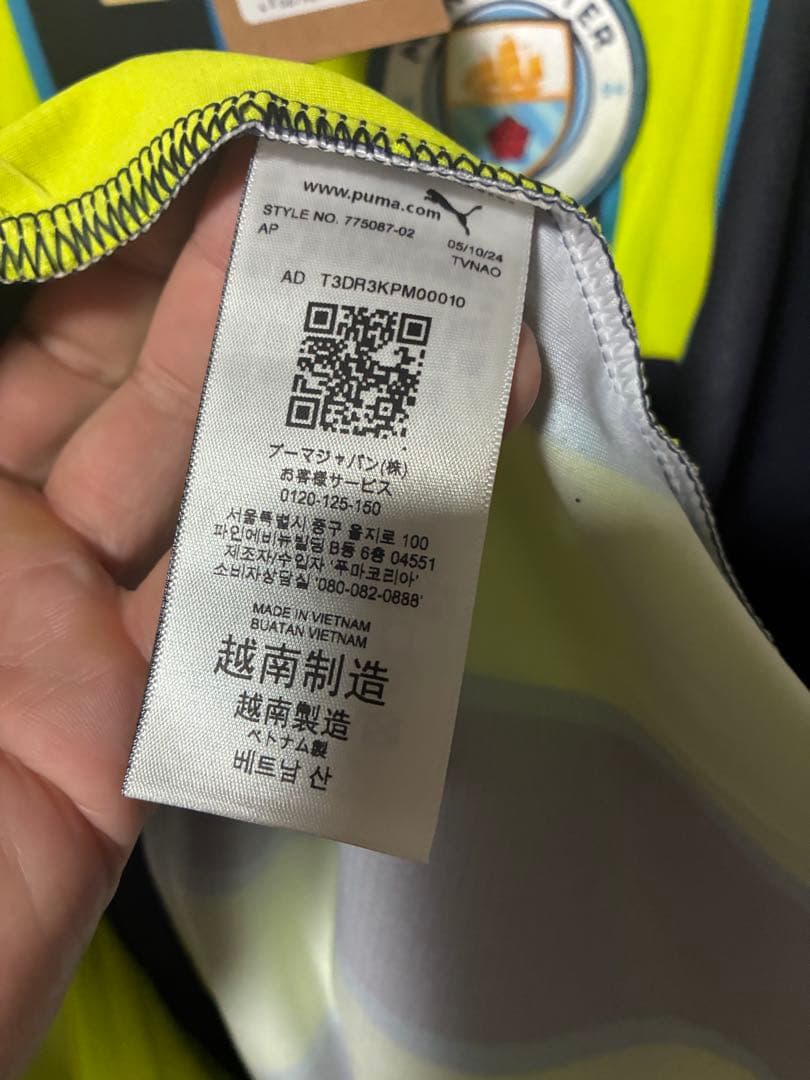 www.puma.com
STYLE NO. 775087-02
AP
05/10/24
TVNAO
AD T3DR3KPM00010
プーマジャパン(株)
お客様サービス
0120-125-150
서울특별시 중구 을지로 100
파인에비뉴빌딩 B동 6층 04551
제조자/수입자 '푸마코리아'
소비자상담실 '080-082-0888'
MADE IN VIETNAM
BUATAN VIETNAM
越南制造
越南製造
ベトナム製
베트남 산